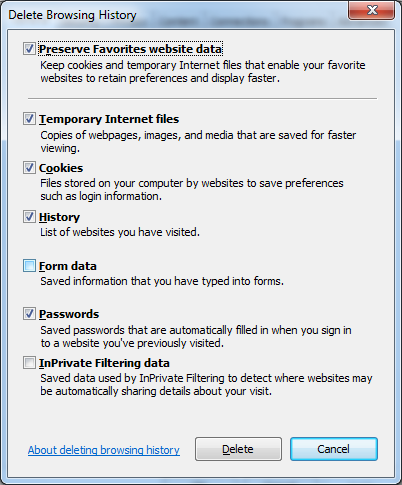 Delete Browsing History
Preserve Favorites website data
Keep cookies and temporary Internet files that enable your favorite
websites to retain preferences and display faster.
Temporary Internet files
Copies of webpages, images, and media that are saved for faster
viewing.
Cookies
Files stored on your computer by websites to save preferences
such as login information.
History
List of websites you have visited.
Form data
Saved information that you have typed into forms.
Passwords
Saved passwords that are automatically filled in when you sign in
to a website you've previously visited.
InPrivate Filtering data
Saved data used by InPrivate Filtering to detect where websites may
be automatically sharing details about your visit.
About deleting browsing history Delete Cancel